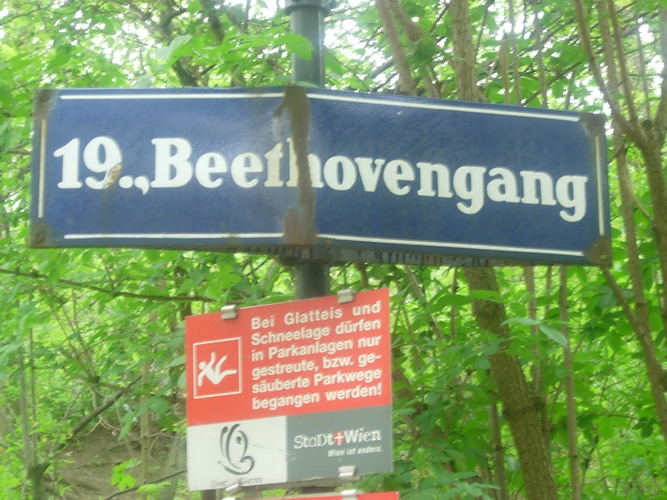 19., Beethovengang
Bei Glatteis und
Schneelage dürfen
in Parkanlagen nur
gestreute, bzw. ge-
säuberte Parkwege
begangen werden!
StaDt Wien
Wien ist anders.